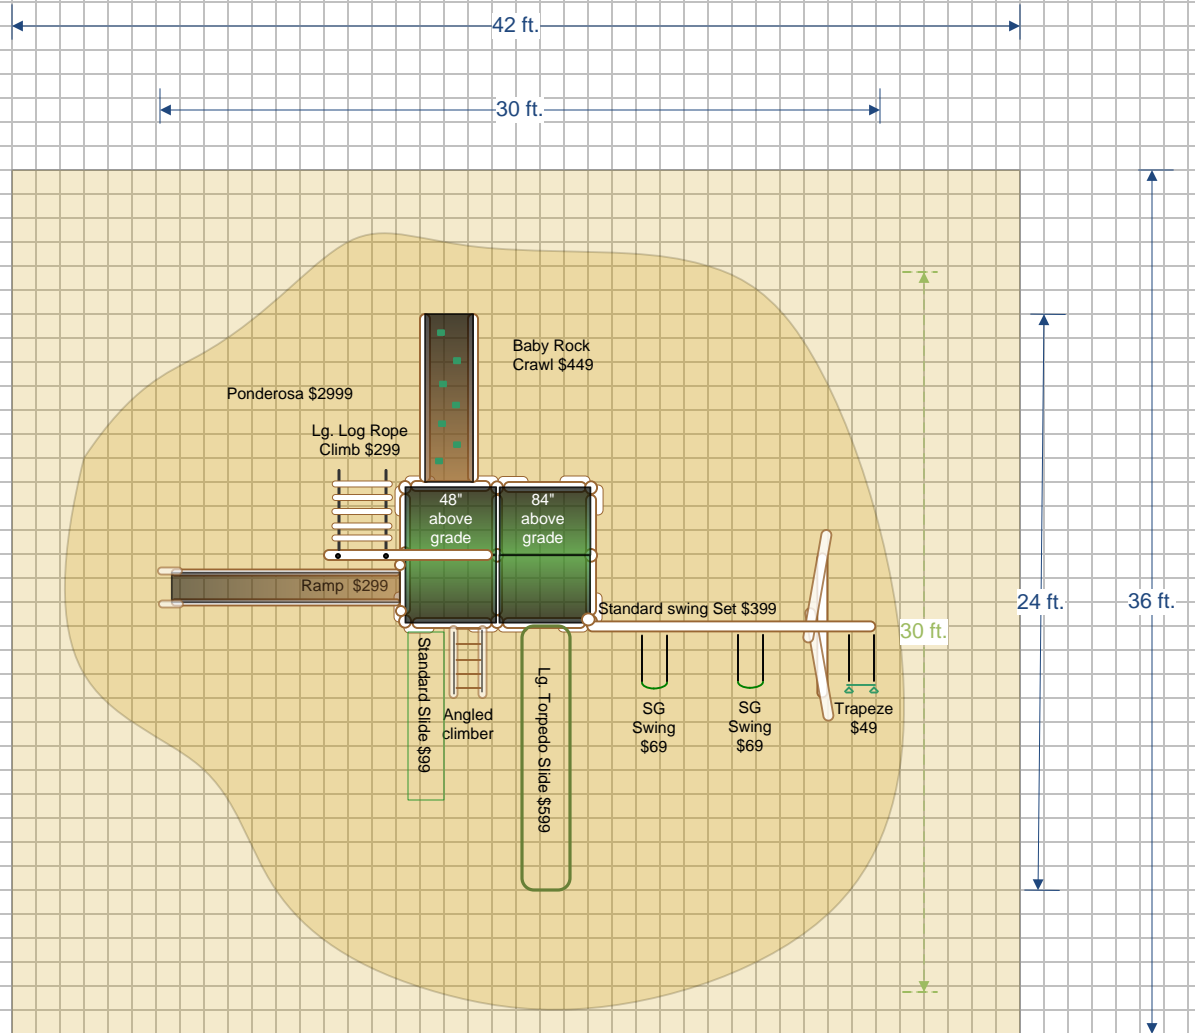 42 ft.
30 ft.
Baby Rock
Crawl $449
Ponderosa $2999
Lg. Log Rope
Climb $299
48"
above
grade
84"
above
grade
Ramp $299
Standard swing Set $399
24 ft.
36 ft.
30 ft.
Standard Slide $99
Angled
climber
Lg. Torpedo Slide $599
SG
Swing
$69
SG
Swing
$69
Trapeze
$49